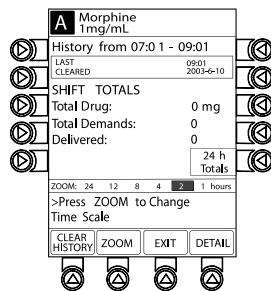 A Morphine
1mg/mL
History from 07:01 - 09:01
LAST 09:01
CLEARED 2003-6-10
SHIFT TOTALS
Total Drug: 0 mg
Total Demands: 0
Delivered: 0
24 h
Totals
ZOOM: 24 12 8 4 2 1 hours
>Press ZOOM to Change
Time Scale
CLEAR HISTORY ZOOM EXIT DETAIL